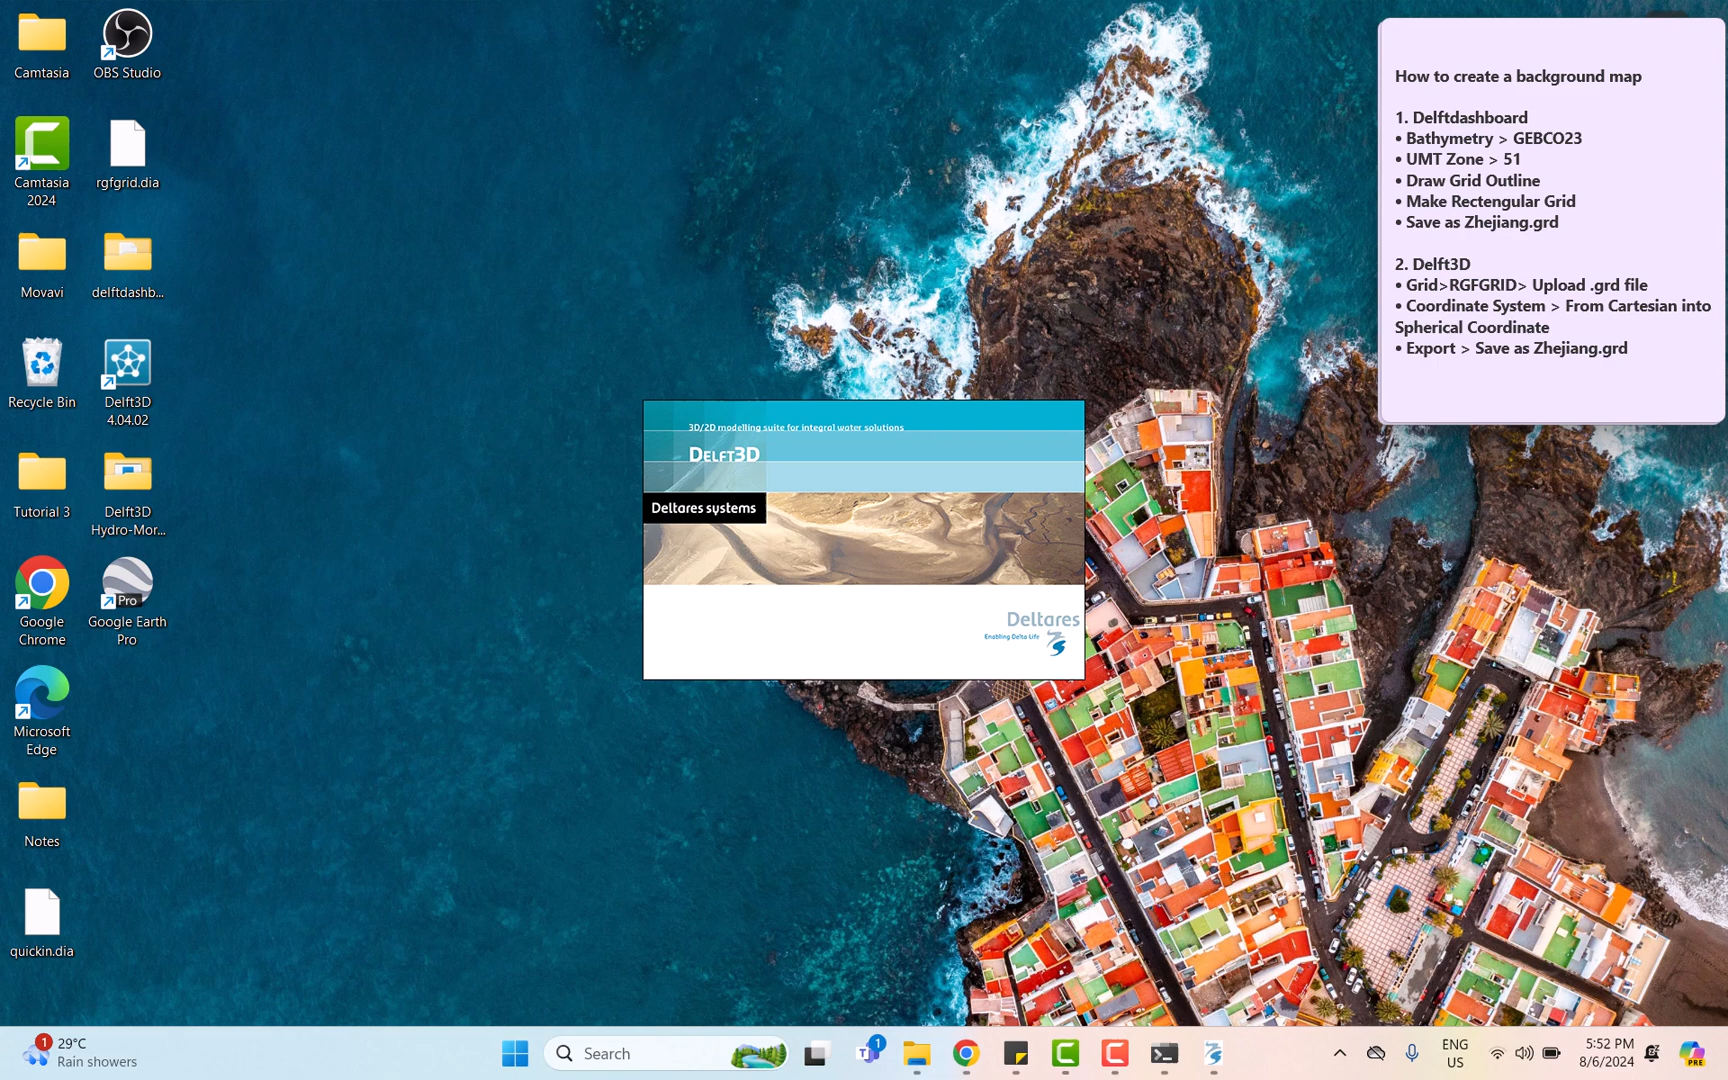 Camtasia
OBS Studio
Camtasia
2024
rgfgrid.dia
Movavi
delftdashb...
Recycle Bin
Delft3D
4.04.02
Tutorial 3
Delft3D
Hydro-Mor...
Google
Chrome
Pro
Google Earth
Pro
Microsoft
Edge
Notes
quickin.dia
3D/2D modelling suite for integral water solutions
DELFT3D
Deltares systems
Deltares
Enabling Delta Life
How to create a background map
1. Delftdashboard
• Bathymetry > GEBCO23
• UMT Zone > 51
• Draw Grid Outline
• Make Rectengular Grid
• Save as Zhejiang.grd
2. Delft3D
• Grid>RGFGRID> Upload .grd file
• Coordinate System > From Cartesian into
Spherical Coordinate
• Export > Save as Zhejiang.grd
1
29°C
Rain showers
Search
1
ENG
US
5:52 PM
8/6/2024
PRE